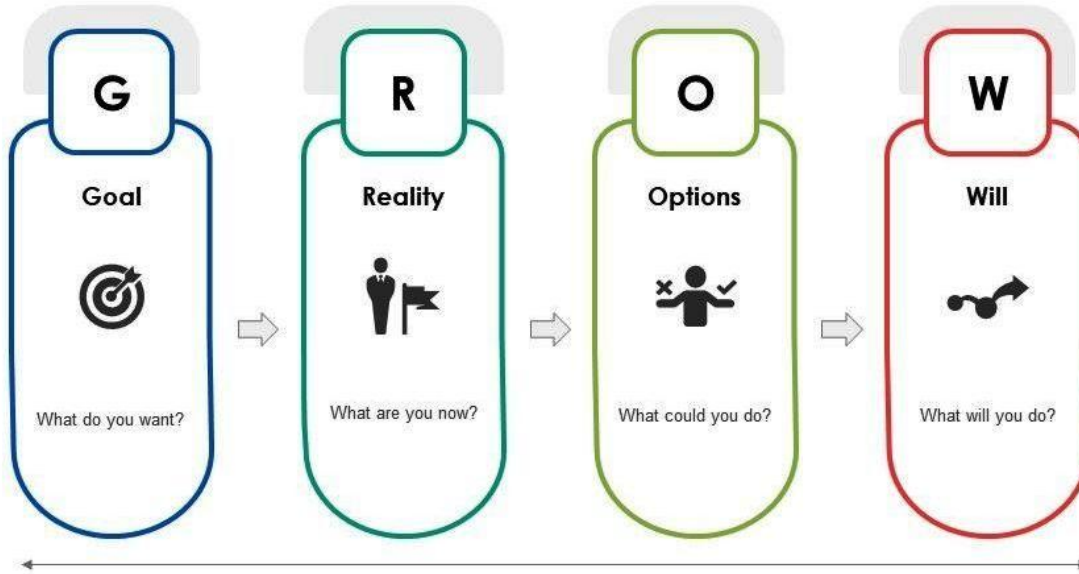 G
Goal
What do you want?
R
Reality
What are you now?
O
Options
What could you do?
W
Will
What will you do?